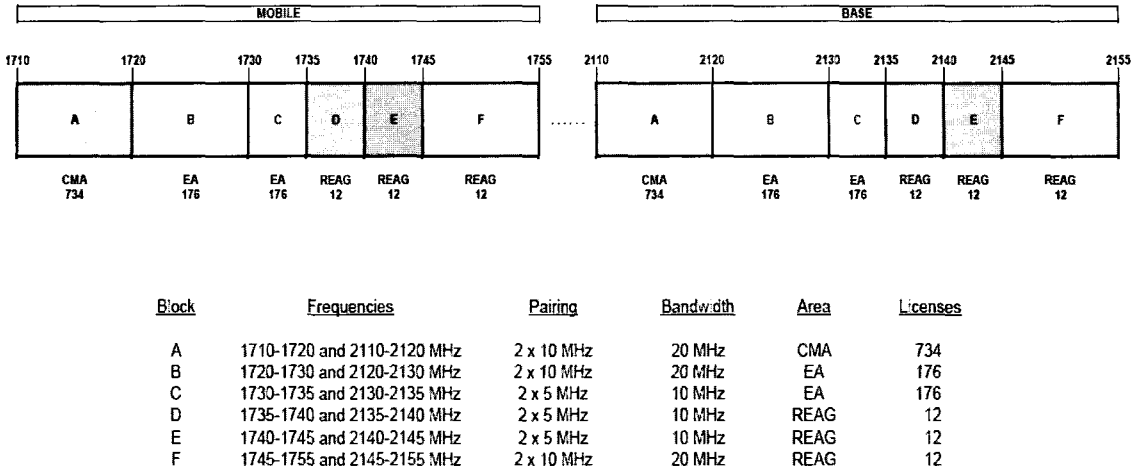 MOBILE BASE
1710 1720 1730 1735 1740 1745 1755 2110 2120 2130 2135 2140 2145 2155
A B C D E F ...... A B C D E F
CMA EA EA REAG REAG REAG CMA EA EA REAG REAG REAG
734 176 176 12 12 12 734 176 176 12 12 12
Block Frequencies Pairing Bandwidth Area Licenses
A 1710-1720 and 2110-2120 MHz 2 x 10 MHz 20 MHz CMA 734
B 1720-1730 and 2120-2130 MHz 2 x 10 MHz 20 MHz EA 176
C 1730-1735 and 2130-2135 MHz 2 x 5 MHz 10 MHz EA 176
D 1735-1740 and 2135-2140 MHz 2 x 5 MHz 10 MHz REAG 12
E 1740-1745 and 2140-2145 MHz 2 x 5 MHz 10 MHz REAG 12
F 1745-1755 and 2145-2155 MHz 2 x 10 MHz 20 MHz REAG 12